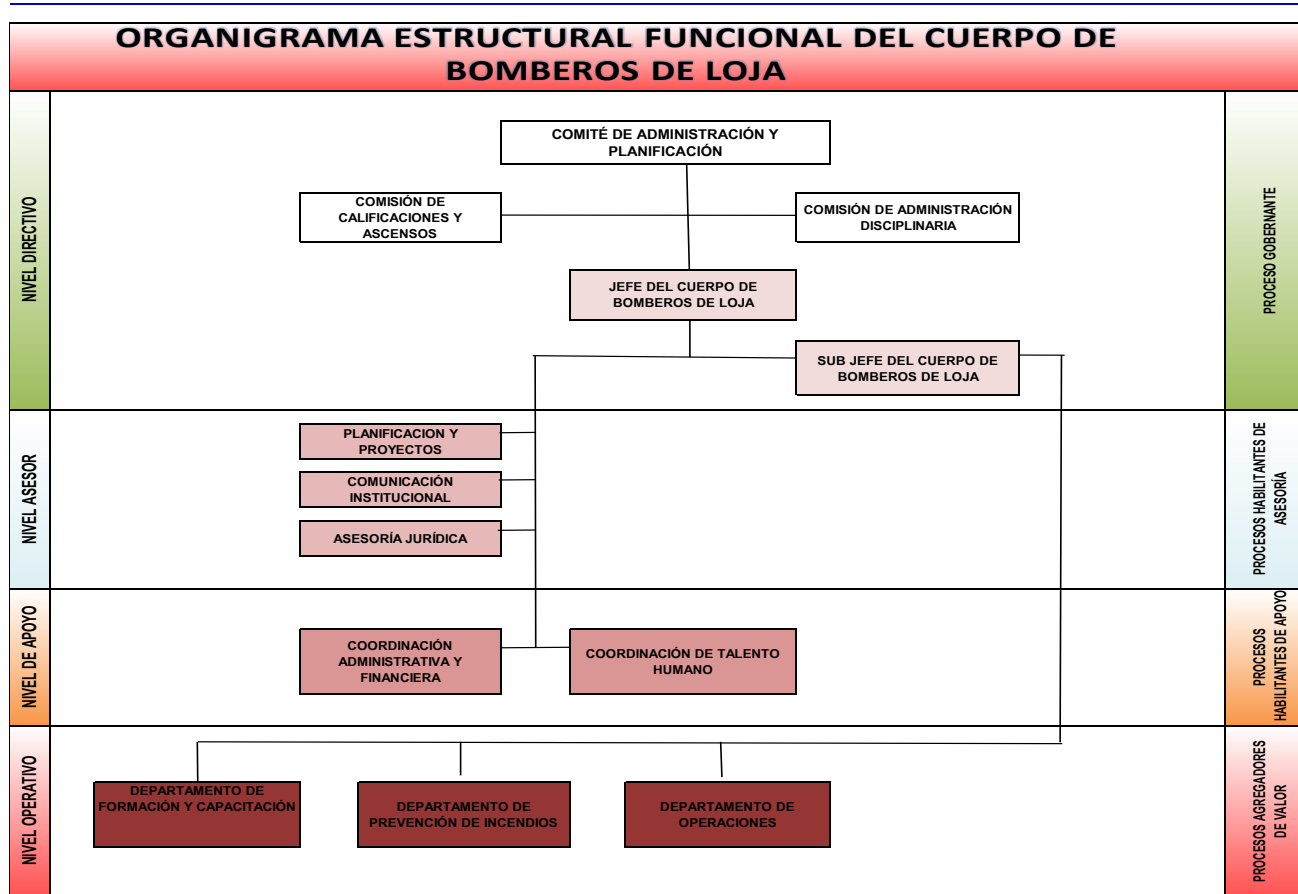 ORGANIGRAMA ESTRUCTURAL FUNCIONAL DEL CUERPO DE
BOMBEROS DE LOJA
NIVEL DIRECTIVO
COMITÉ DE ADMINISTRACIÓN Y
PLANIFICACIÓN
COMISIÓN DE
CALIFICACIONES Y
ASCENSOS
COMISIÓN DE ADMINISTRACIÓN
DISCIPLINARIA
JEFE DEL CUERPO DE
BOMBEROS DE LOJA
SUB JEFE DEL CUERPO DE
BOMBEROS DE LOJA
PROCESO GOBERNANTE
NIVEL ASESOR
PLANIFICACION Y
PROYECTOS
COMUNICACIÓN
INSTITUCIONAL
ASESORÍA JURÍDICA
PROCESOS HABILITANTES DE
ASESORÍA
NIVEL DE APOYO
COORDINACIÓN
ADMINISTRATIVA Y
FINANCIERA
COORDINACIÓN DE TALENTO
HUMANO
PROCESOS
HABILITANTES DE APOYO
NIVEL OPERATIVO
DEPARTAMENTO DE
FORMACIÓN Y CAPACITACIÓN
DEPARTAMENTO DE
PREVENCIÓN DE INCENDIOS
DEPARTAMENTO DE
OPERACIONES
PROCESOS AGREGADORES
DE VALOR